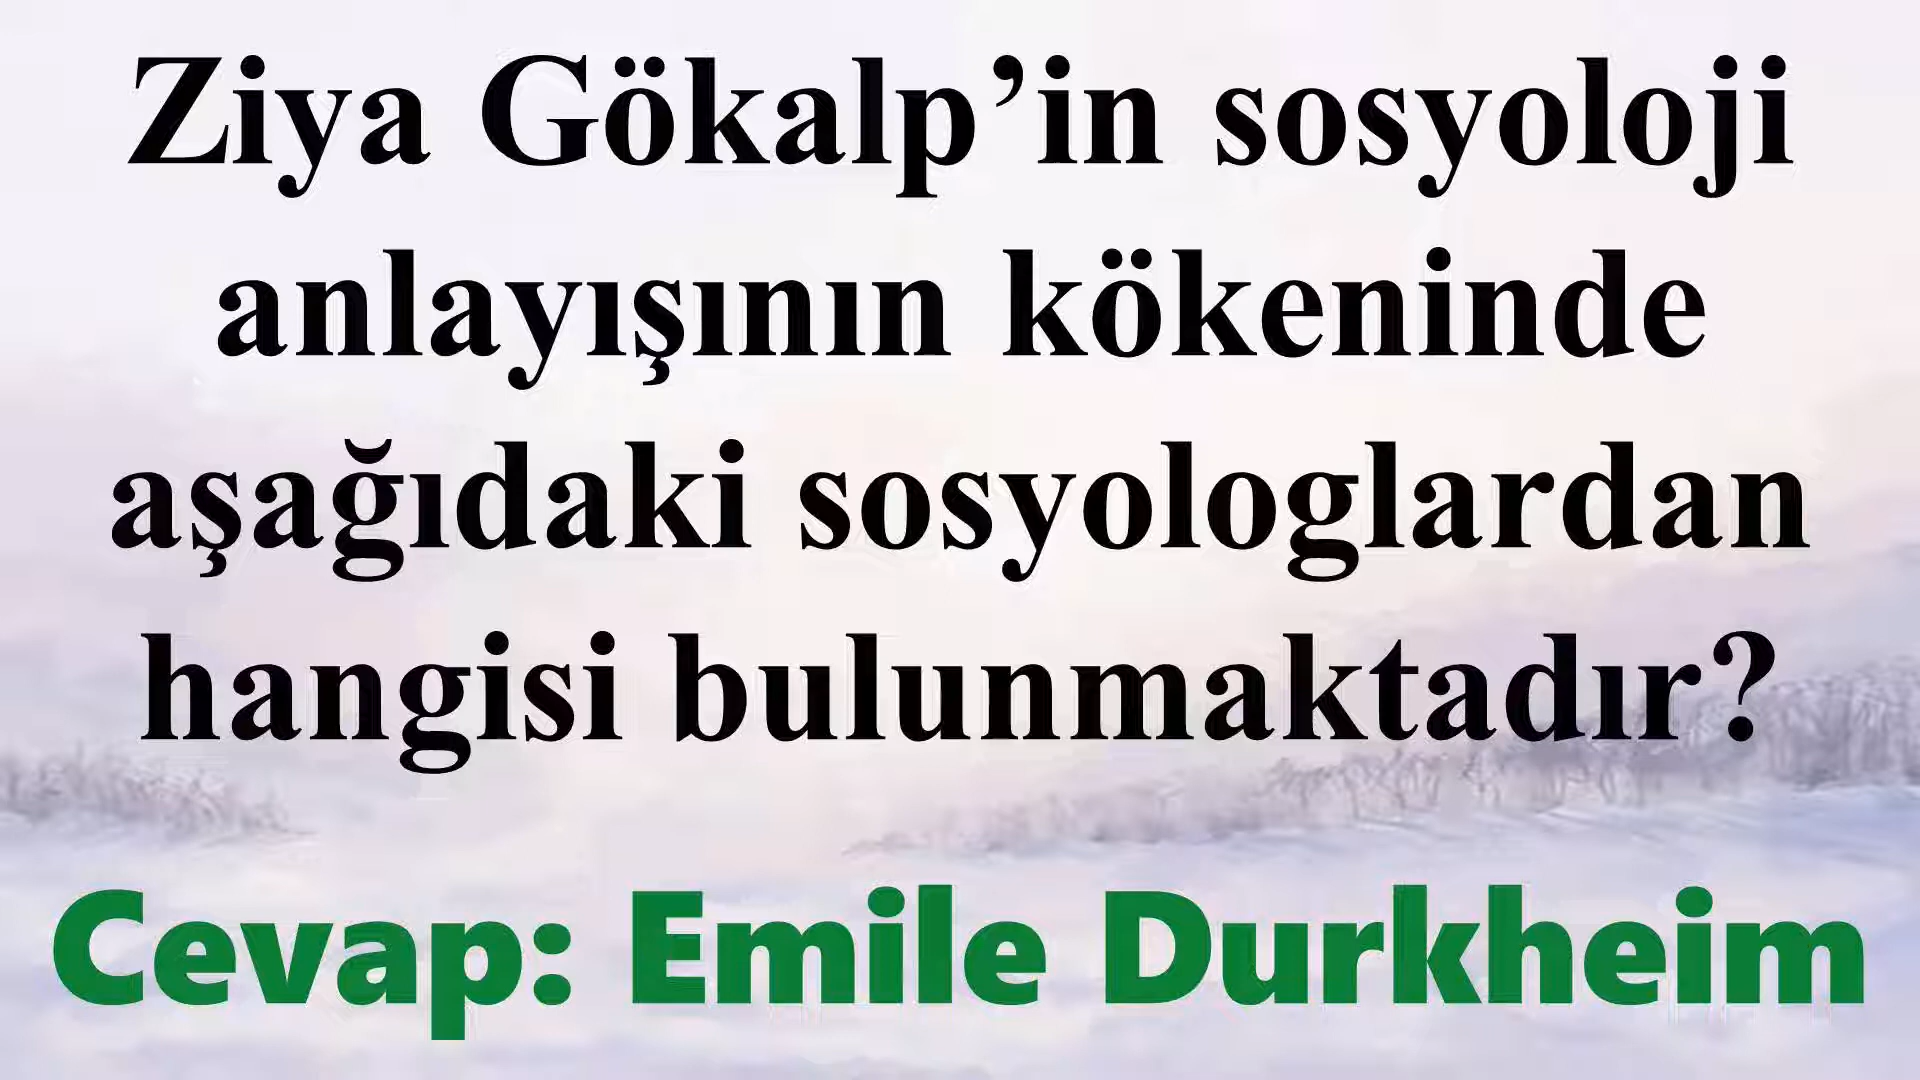 Ziya Gökalp’in sosyoloji
anlayışının kökeninde
aşağıdaki sosyologlardan
hangisi bulunmaktadır?
Cevap: Emile Durkheim